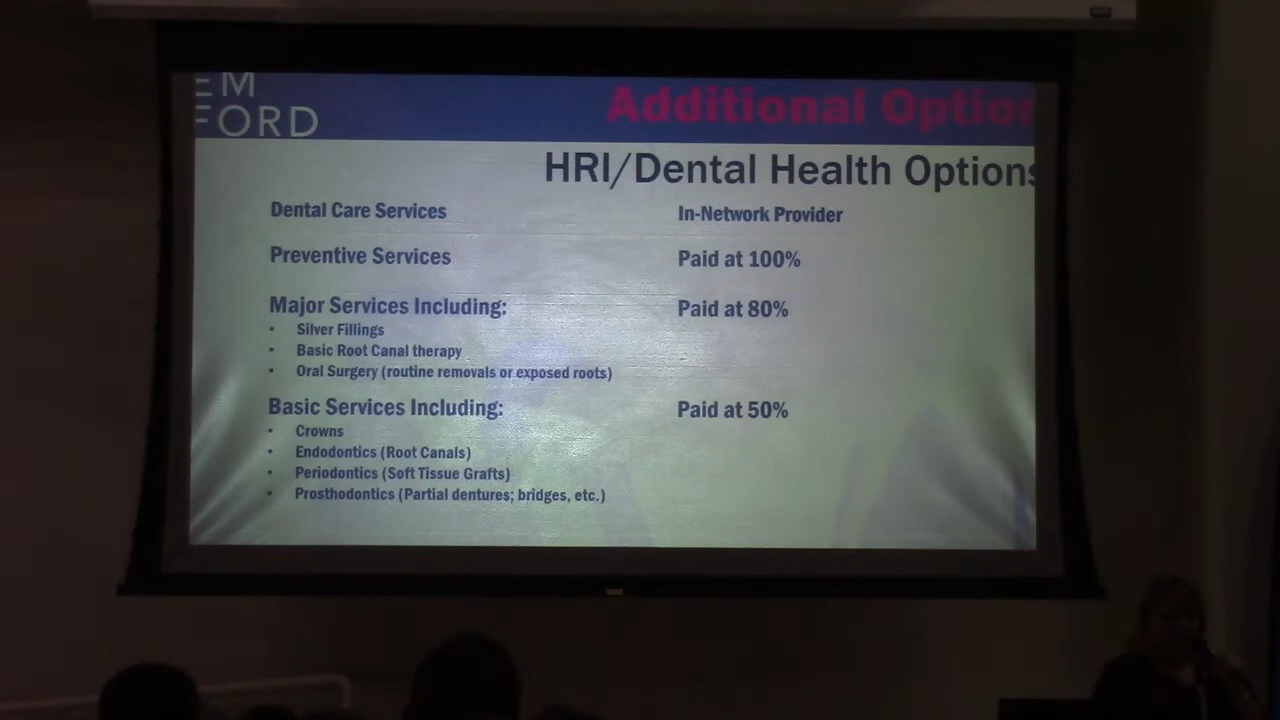 EM
FORD
Additional Option
HRI/Dental Health Options
Dental Care Services In-Network Provider
Preventive Services Paid at 100%
Major Services Including: Paid at 80%
• Silver Fillings
• Basic Root Canal therapy
• Oral Surgery (routine removals or exposed roots)
Basic Services Including: Paid at 50%
• Crowns
• Endodontics (Root Canals)
• Periodontics (Soft Tissue Grafts)
• Prosthodontics (Partial dentures; bridges, etc.)